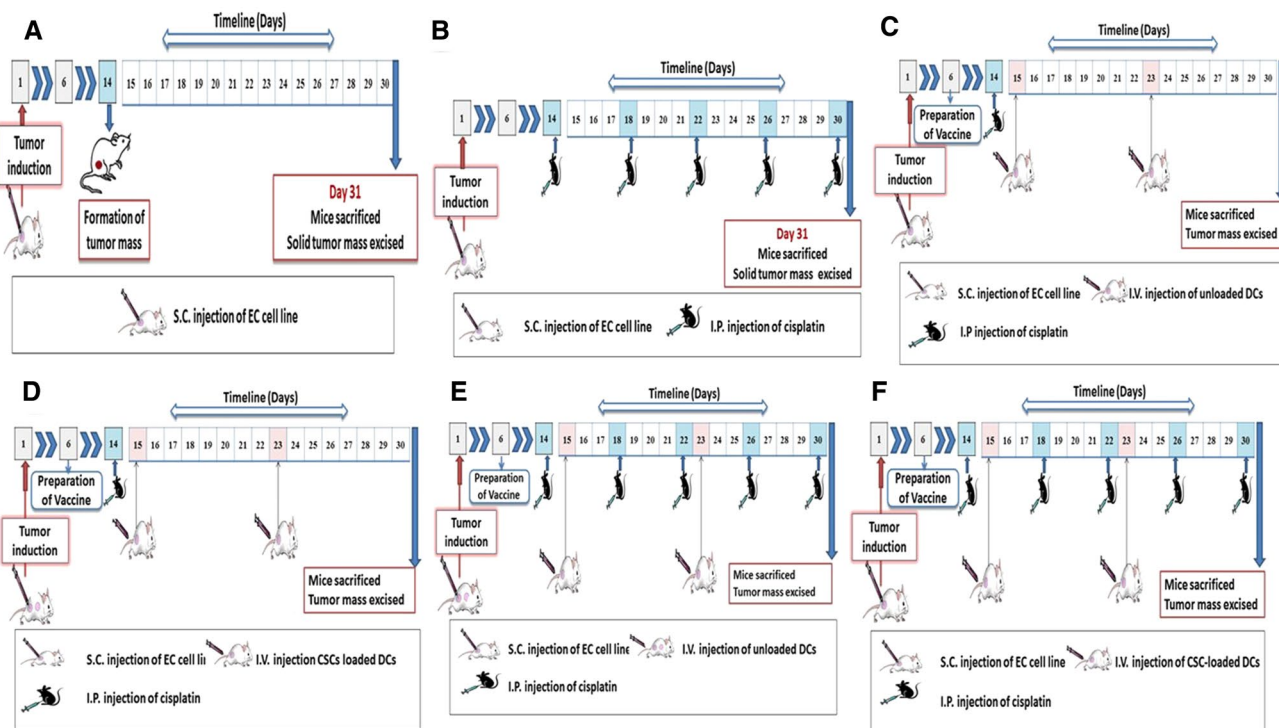 A
Timeline (Days)
1 6 14 15 16 17 18 19 20 21 22 23 24 25 26 27 28 29 30
Tumor
induction
Formation of
tumor mass
Day 31
Mice sacrificed
Solid tumor mass excised
S.C. injection of EC cell line
B
Timeline (Days)
1 6 14 15 16 17 18 19 20 21 22 23 24 25 26 27 28 29 30
Tumor
induction
Day 31
Mice sacrificed
Solid tumor mass excised
S.C. injection of EC cell line I.P. injection of cisplatin
C
Timeline (Days)
1 6 14 15 16 17 18 19 20 21 22 23 24 25 26 27 28 29 30
Preparation
of Vaccine
Tumor
induction
Mice sacrificed
Tumor mass excised
S.C. injection of EC cell line I.V. injection of unloaded DCs
I.P injection of cisplatin
D
Timeline (Days)
1 6 14 15 16 17 18 19 20 21 22 23 24 25 26 27 28 29 30
Preparation
of Vaccine
Tumor
induction
Mice sacrificed
Tumor mass excised
S.C. injection of EC cell li I.V. injection CSCs loaded DCs
I.P. injection of cisplatin
E
Timeline (Days)
1 6 14 15 16 17 18 19 20 21 22 23 24 25 26 27 28 29 30
Preparation
of Vaccine
Tumor
induction
Mice sacrificed
Tumor mass excised
S.C. injection of EC cell line I.V. injection of unloaded DCs
I.P. injection of cisplatin
F
Timeline (Days)
1 6 14 15 16 17 18 19 20 21 22 23 24 25 26 27 28 29 30
Preparation
of Vaccine
Tumor
induction
Mice sacrificed
Tumor mass excised
S.C. injection of EC cell line I.V. injection of CSC-loaded DCs
I.P. injection of cisplatin